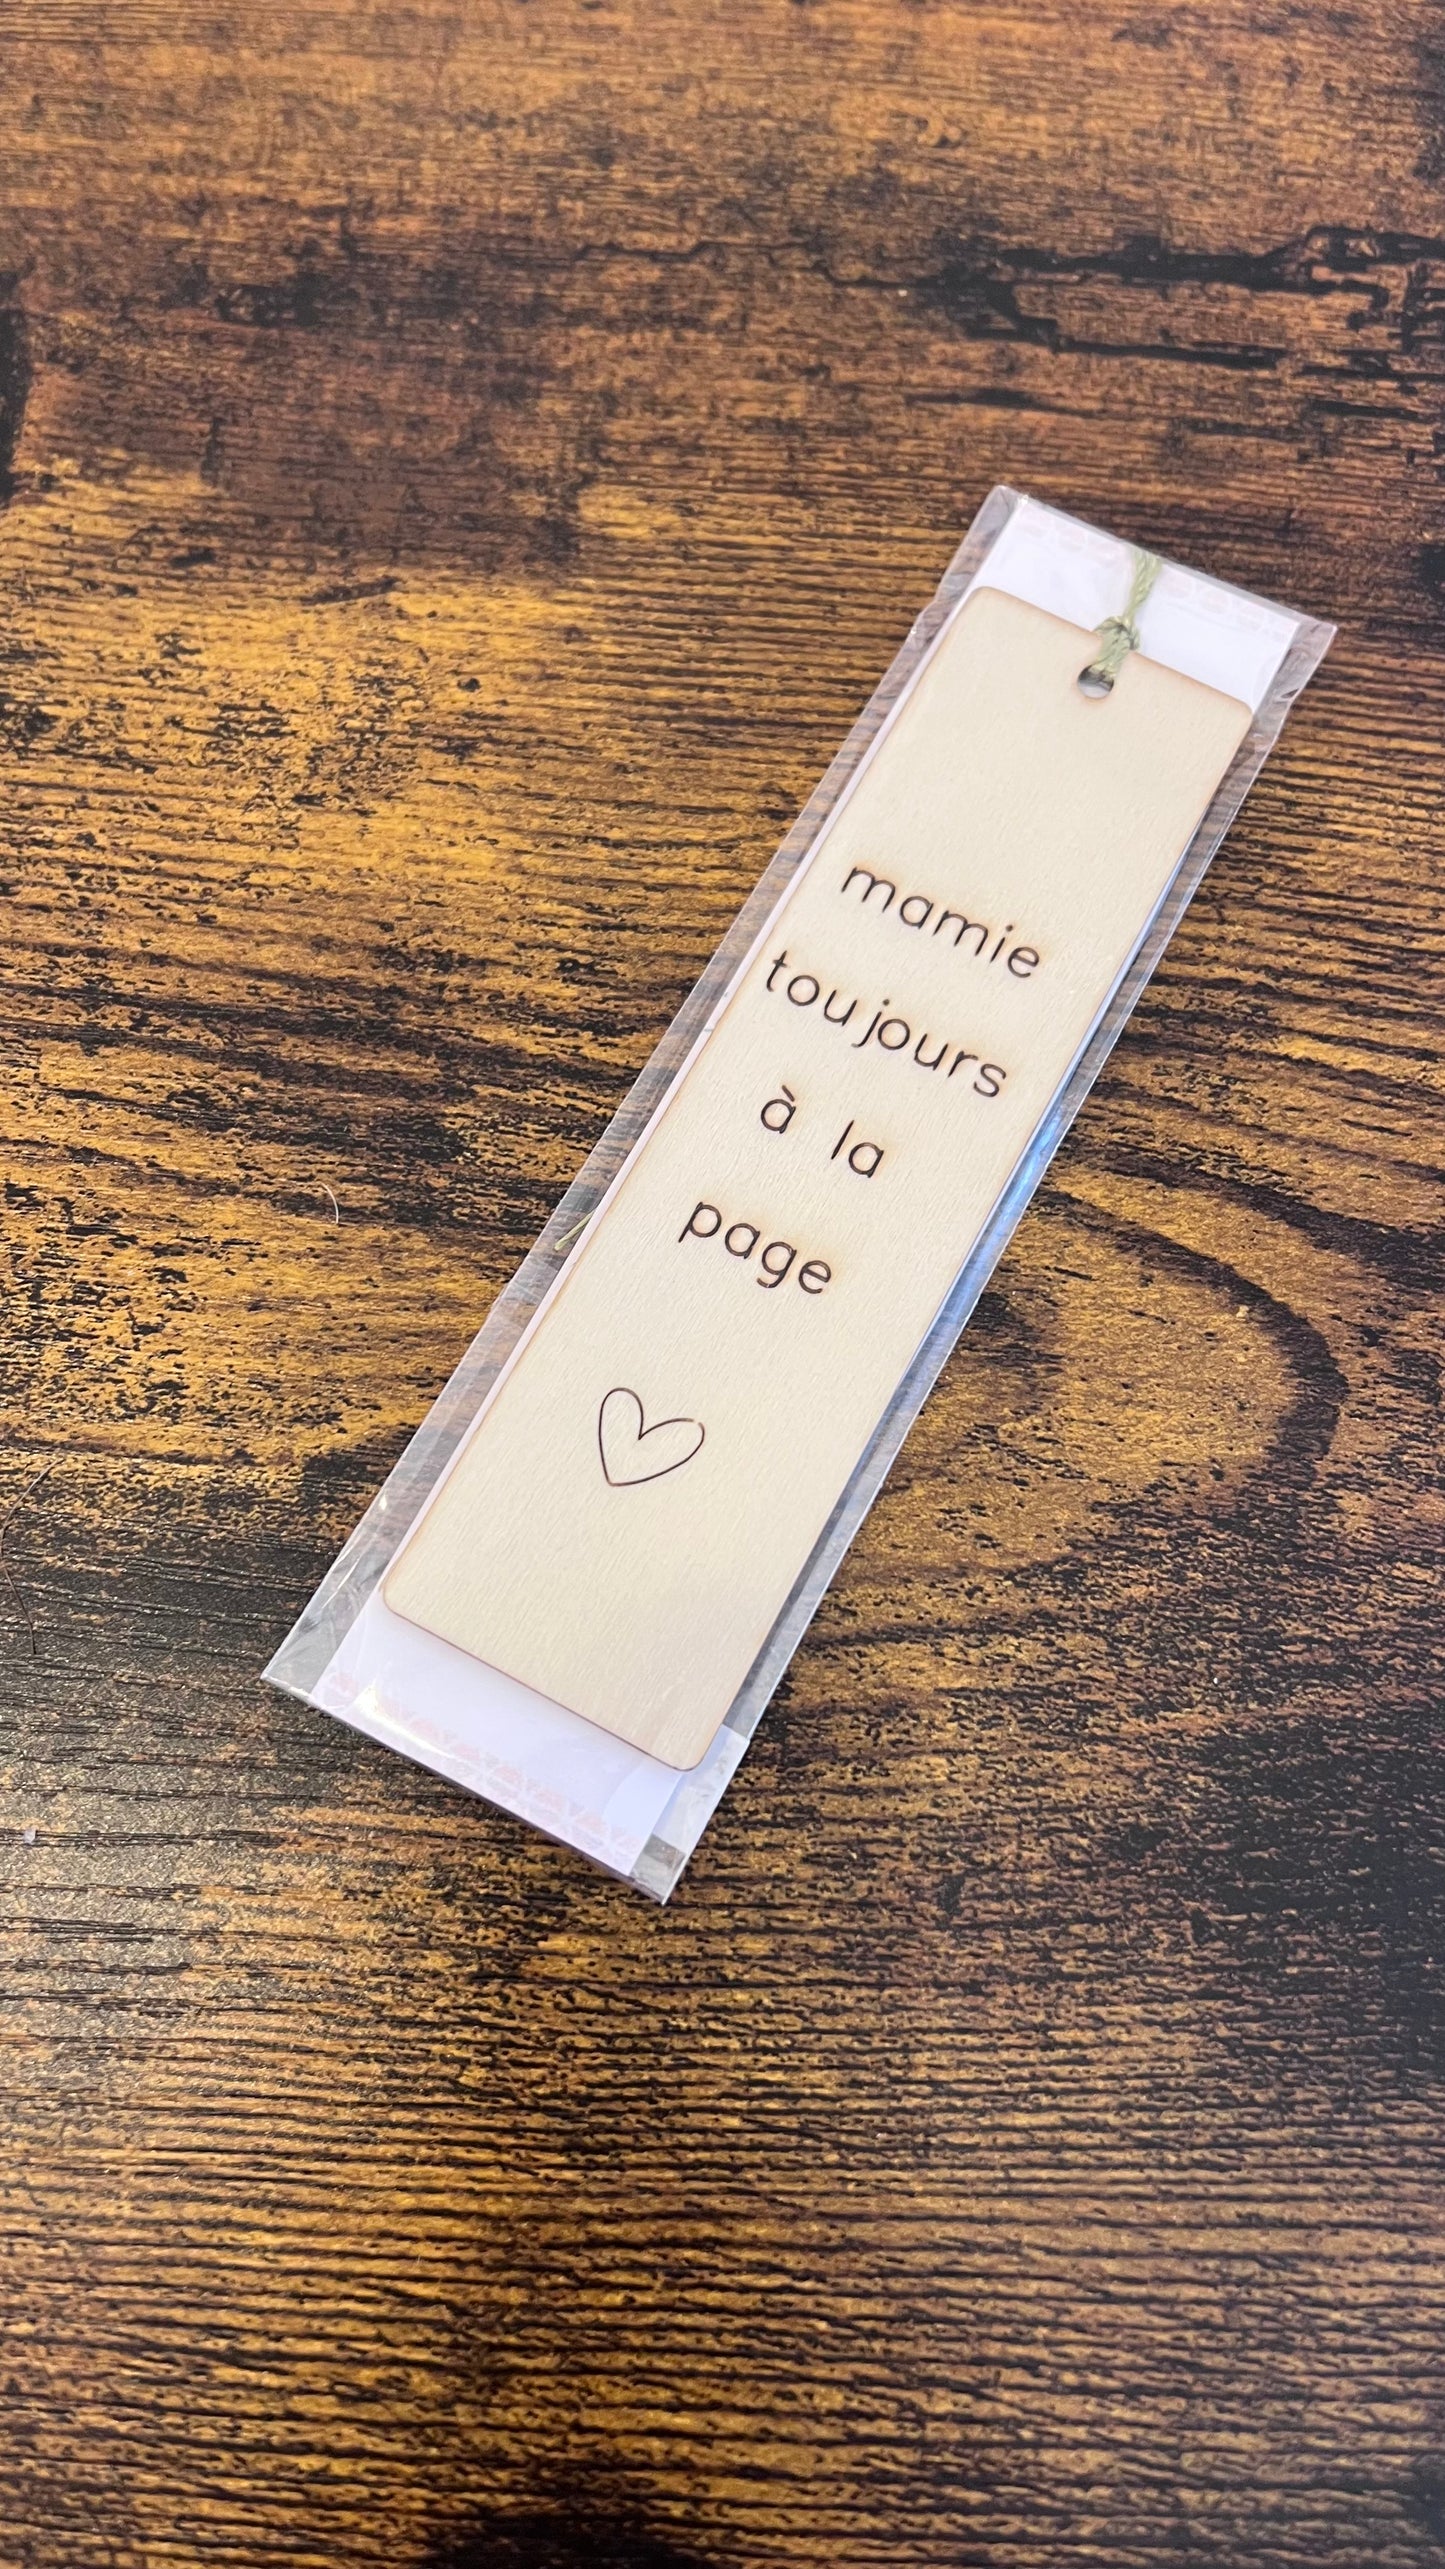 mamie
toujours
à la
page